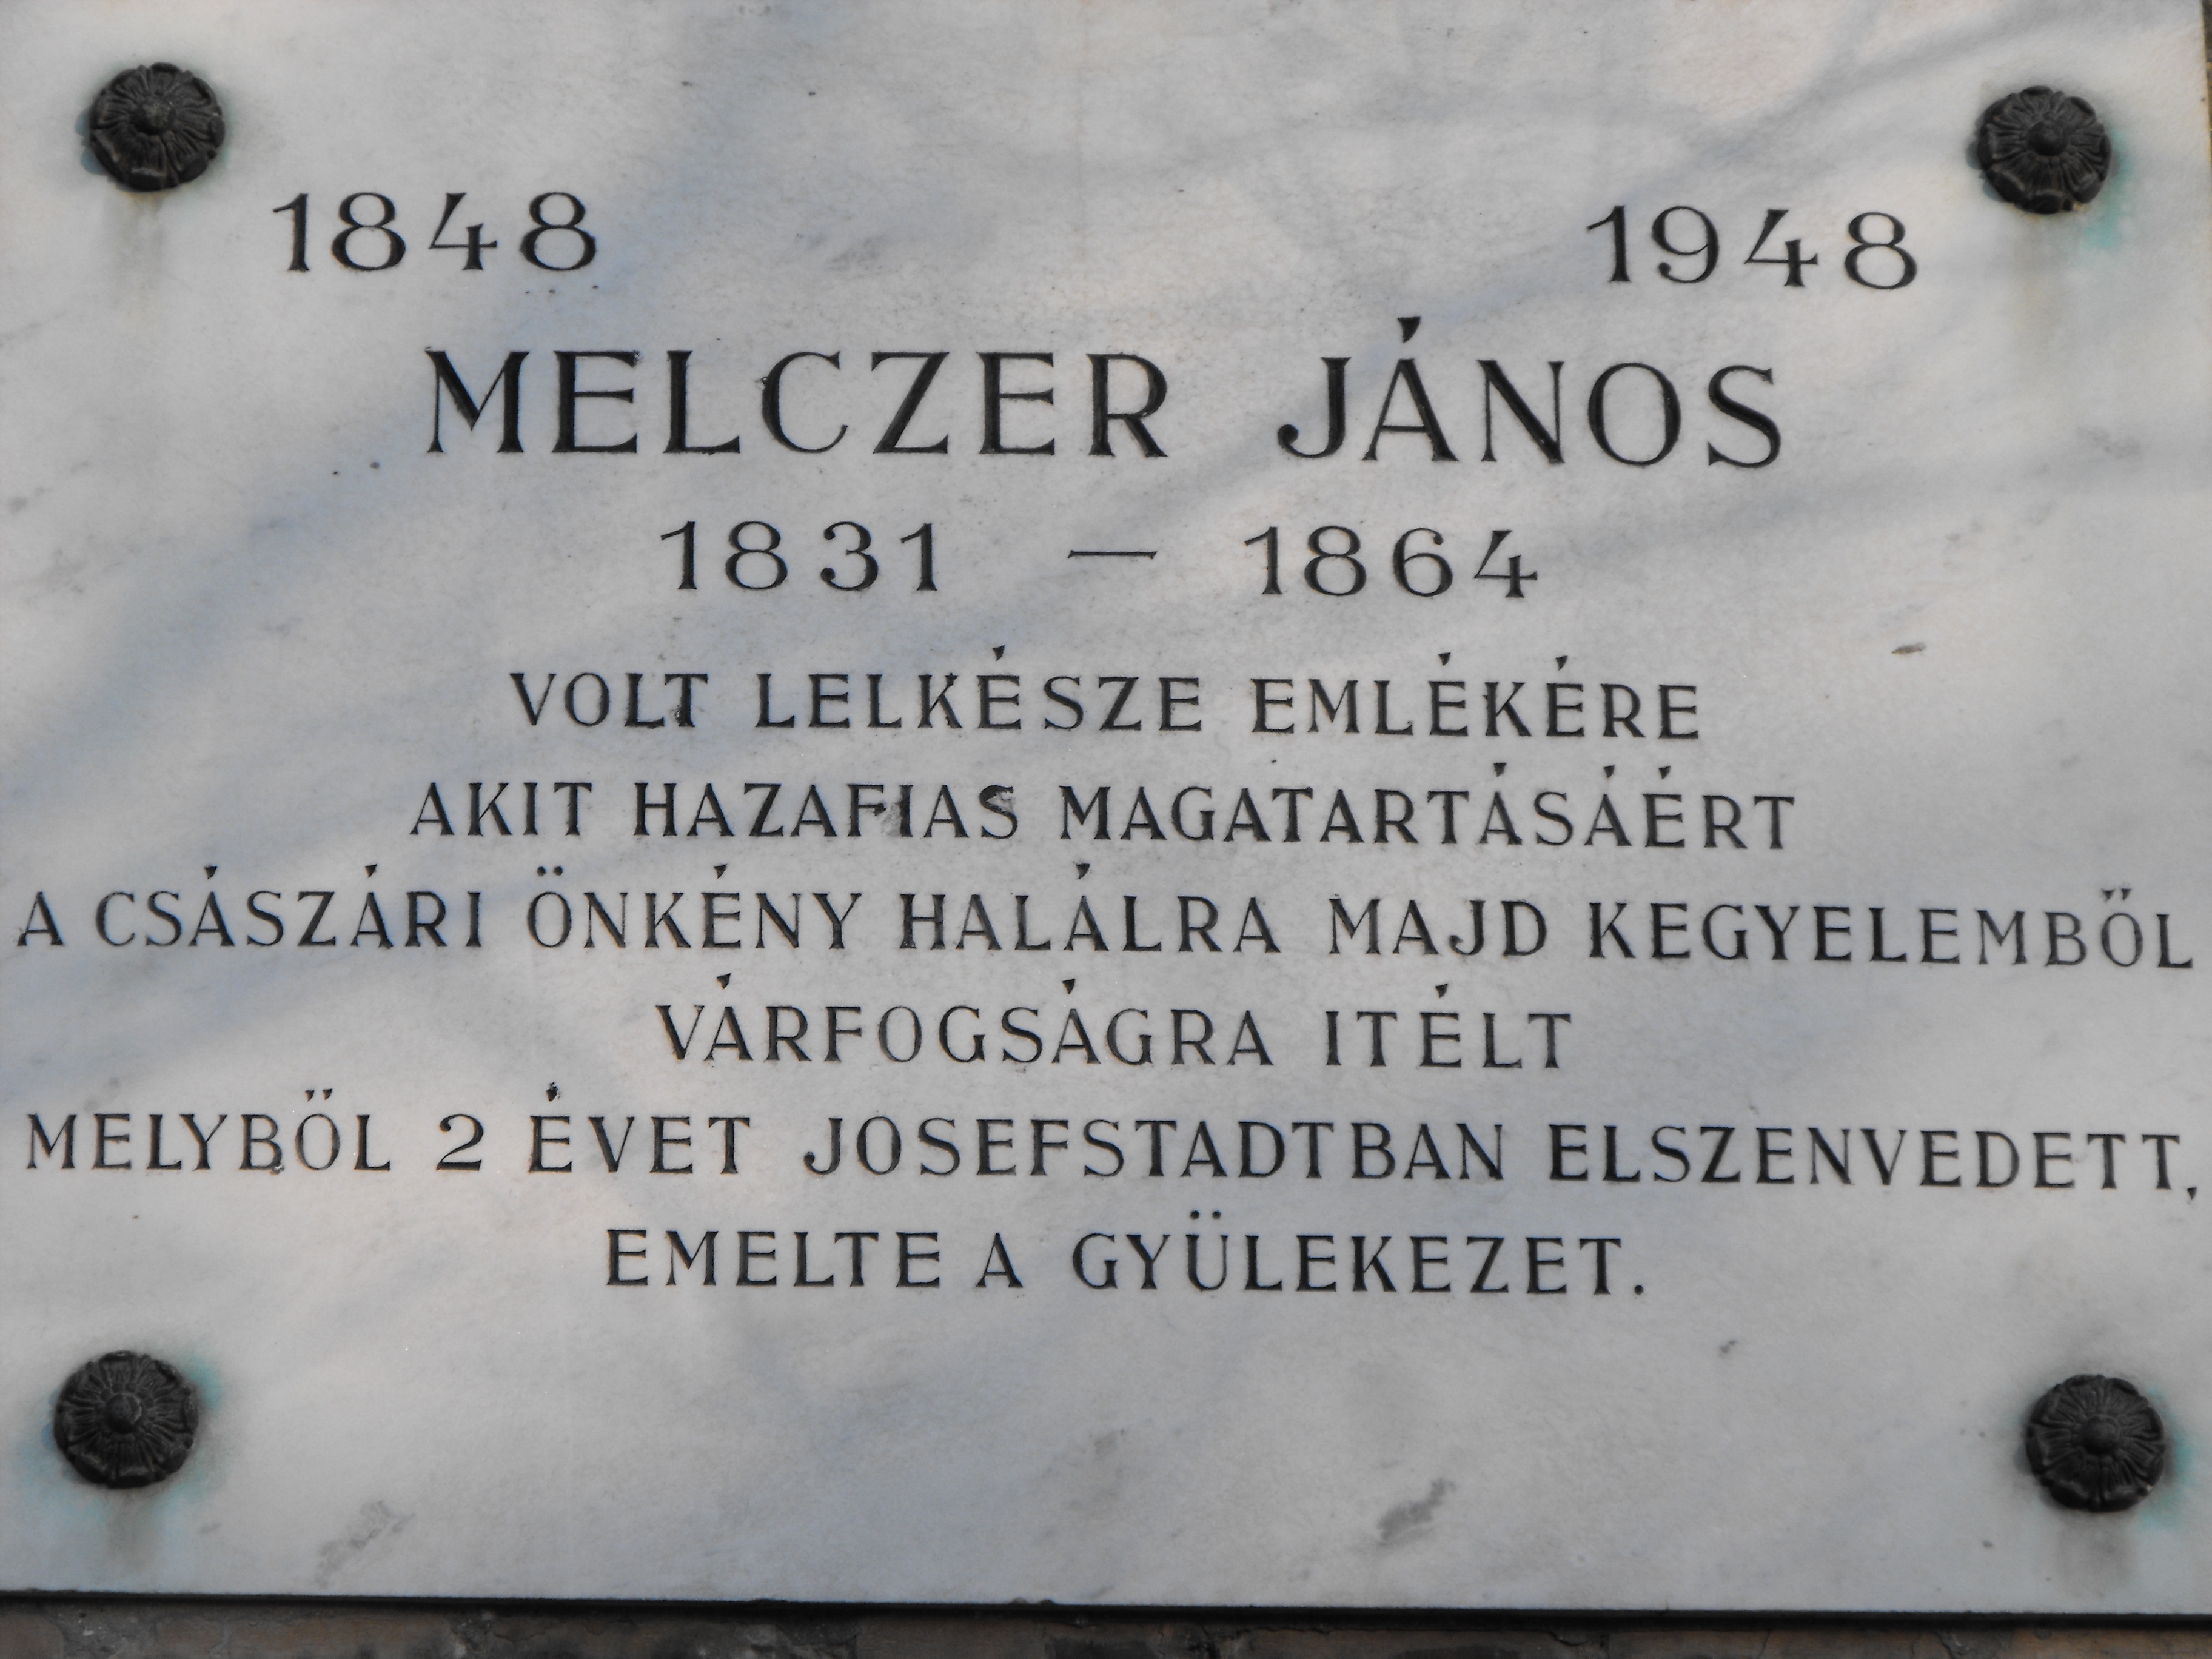 1848 1948
MELCZER JÁNOS
1831 — 1864
VOLT LELKÉSZE EMLÉKÉRE
AKIT HAZAFIAS MAGATARTÁSÁÉRT
A CSÁSZÁRI ÖNKÉNY HALÁLRA MAJD KEGYELEMBŐL
VÁRFOGSÁGRA ITÉLT
MELYBŐL 2 ÉVET JOSEFSTADTBAN ELSZENVEDETT,
EMELTE A GYÜLEKEZET.